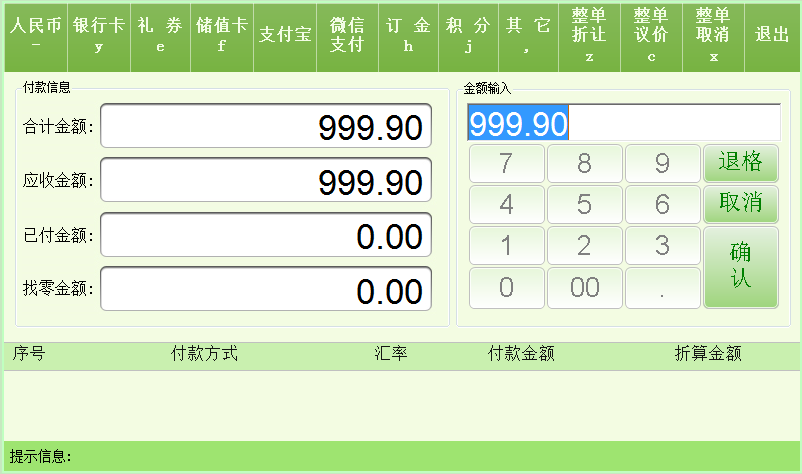 人民币 银行卡 礼 券 储值卡 支付宝 微信支付 订 金 积 分 其 它 整单折让 整单议价 整单取消 退出
- y e f h j , z c x
付款信息
合计金额: 999.90
应收金额: 999.90
已付金额: 0.00
找零金额: 0.00
金额输入
999.90
7 8 9 退格
4 5 6 取消
1 2 3 确认
0 00 .
序号 付款方式 汇率 付款金额 折算金额
提示信息: